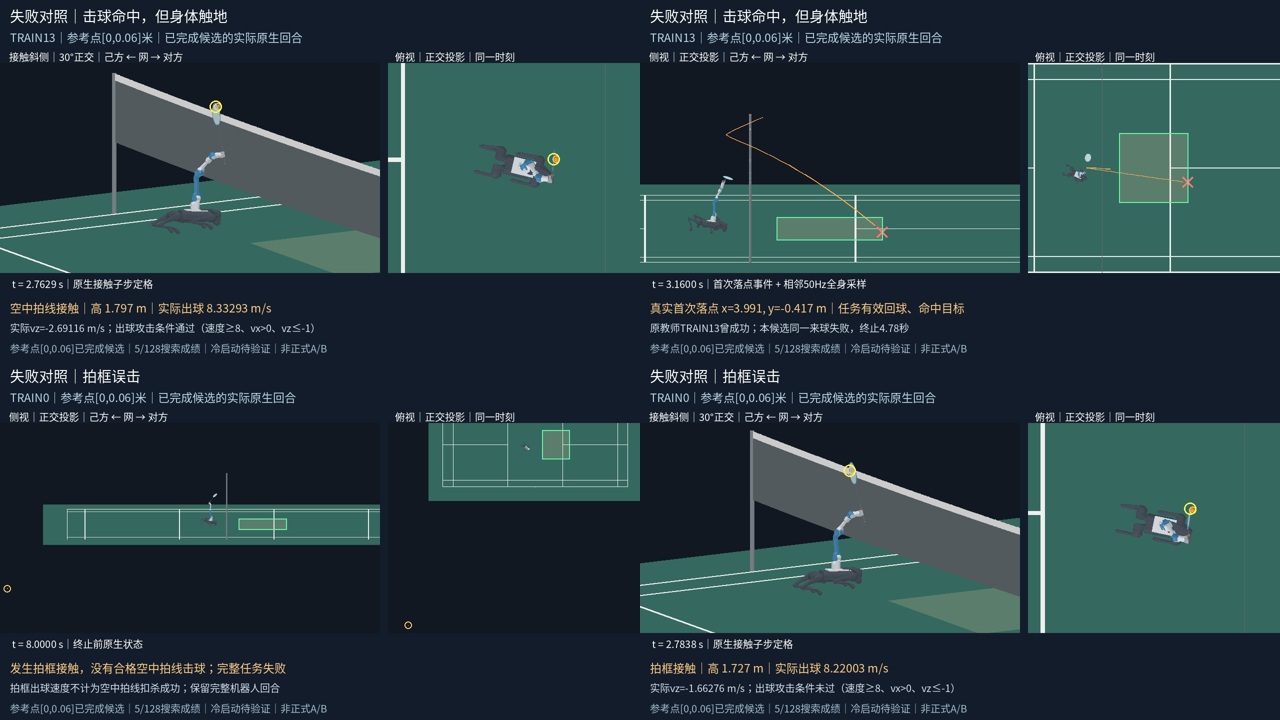 失败对照｜击球命中，但身体触地
TRAIN13｜参考点[0,0.06]米｜已完成候选的实际原生回合
接触斜侧｜30°正交｜己方 ← 网 → 对方
俯视｜正交投影｜同一时刻
t = 2.7629 s｜原生接触子步定格
空中拍线接触｜高 1.797 m｜实际出球 8.33293 m/s
实际vz=-2.69116 m/s；出球攻击条件通过（速度≥8、vx>0、vz≤-1）
参考点[0,0.06]已完成候选｜5/128搜索成绩｜冷启动待验证｜非正式A/B
失败对照｜击球命中，但身体触地
TRAIN13｜参考点[0,0.06]米｜已完成候选的实际原生回合
侧视｜正交投影｜己方 ← 网 → 对方
俯视｜正交投影｜同一时刻
t = 3.1600 s｜首次落点事件 + 相邻50Hz全身采样
真实首次落点 x=3.991, y=-0.417 m｜任务有效回球、命中目标
原教师TRAIN13曾成功；本候选同一来球失败，终止4.78秒
参考点[0,0.06]已完成候选｜5/128搜索成绩｜冷启动待验证｜非正式A/B
失败对照｜拍框误击
TRAIN0｜参考点[0,0.06]米｜已完成候选的实际原生回合
侧视｜正交投影｜己方 ← 网 → 对方
俯视｜正交投影｜同一时刻
t = 8.0000 s｜终止前原生状态
发生拍框接触，没有合格空中拍线击球；完整任务失败
拍框出球速度不计为空中拍线扣杀成功；保留完整机器人回合
参考点[0,0.06]已完成候选｜5/128搜索成绩｜冷启动待验证｜非正式A/B
失败对照｜拍框误击
TRAIN0｜参考点[0,0.06]米｜已完成候选的实际原生回合
接触斜侧｜30°正交｜己方 ← 网 → 对方
俯视｜正交投影｜同一时刻
t = 2.7838 s｜原生接触子步定格
拍框接触｜高 1.727 m｜实际出球 8.22003 m/s
实际vz=-1.66276 m/s；出球攻击条件未过（速度≥8、vx>0、vz≤-1）
参考点[0,0.06]已完成候选｜5/128搜索成绩｜冷启动待验证｜非正式A/B